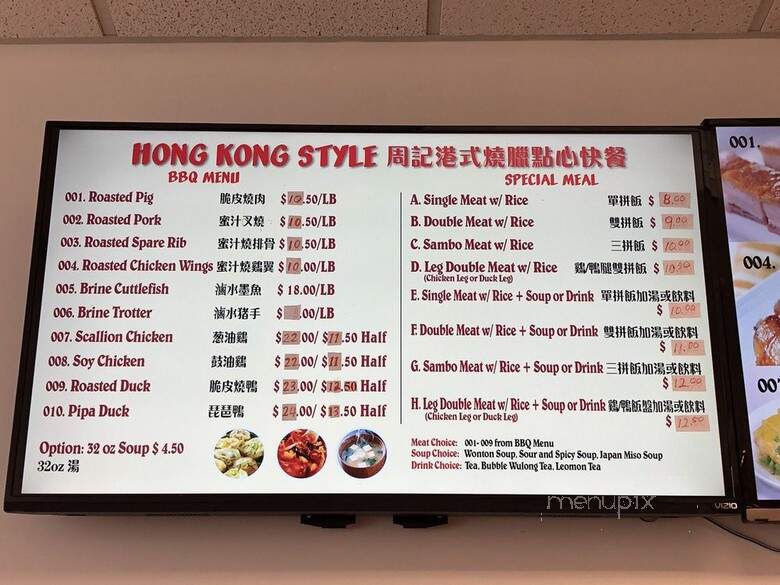 HONG KONG STYLE 周記港式燒臘點心快餐
BBQ MENU
001. Roasted Pig 脆皮燒肉 $10.50/LB
002. Roasted Pork 蜜汁叉燒 $10.50/LB
003. Roasted Spare Rib 蜜汁燒排骨 $10.50/LB
004. Roasted Chicken Wings 蜜汁燒鷄翼 $10.00/LB
005. Brine Cuttlefish 滷水墨魚 $18.00/LB
006. Brine Trotter 滷水猪手 $ .00/LB
007. Scallion Chicken 葱油鷄 $22.00/ $11.50 Half
008. Soy Chicken 鼓油鷄 $22.00/ $11.50 Half
009. Roasted Duck 脆皮燒鴨 $23.00/ $12.50 Half
010. Pipa Duck 琵琶鴨 $24.00/ $13.50 Half
Option: 32 oz Soup $ 4.50
32oz 湯
SPECIAL MEAL
A. Single Meat w/ Rice 單拼飯 $ 8.00
B. Double Meat w/ Rice 雙拼飯 $ 9.00
C. Sambo Meat w/ Rice 三拼飯 $ 10.00
D. Leg Double Meat w/ Rice 鷄/鴨腿雙拼飯 $ 10.50
(Chicken Leg or Duck Leg)
E. Single Meat w/ Rice + Soup or Drink 單拼飯加湯或飲料
$ 10.00
F. Double Meat w/ Rice + Soup or Drink 雙拼飯加湯或飲料
$ 11.00
G. Sambo Meat w/ Rice + Soup or Drink 三拼飯加湯或飲料
$ 12.00
H. Leg Double Meat w/ Rice + Soup or Drink 鷄/鴨飯盤加湯或飲料
(Chicken Leg or Duck Leg)
$ 12.50
Meat Choice: 001- 009 from BBQ Menu
Soup Choice: Wonton Soup, Sour and Spicy Soup, Japan Miso Soup
Drink Choice: Tea, Bubble Wulong Tea, Leomon Tea
menupix
VIZIO
001.
004.
007